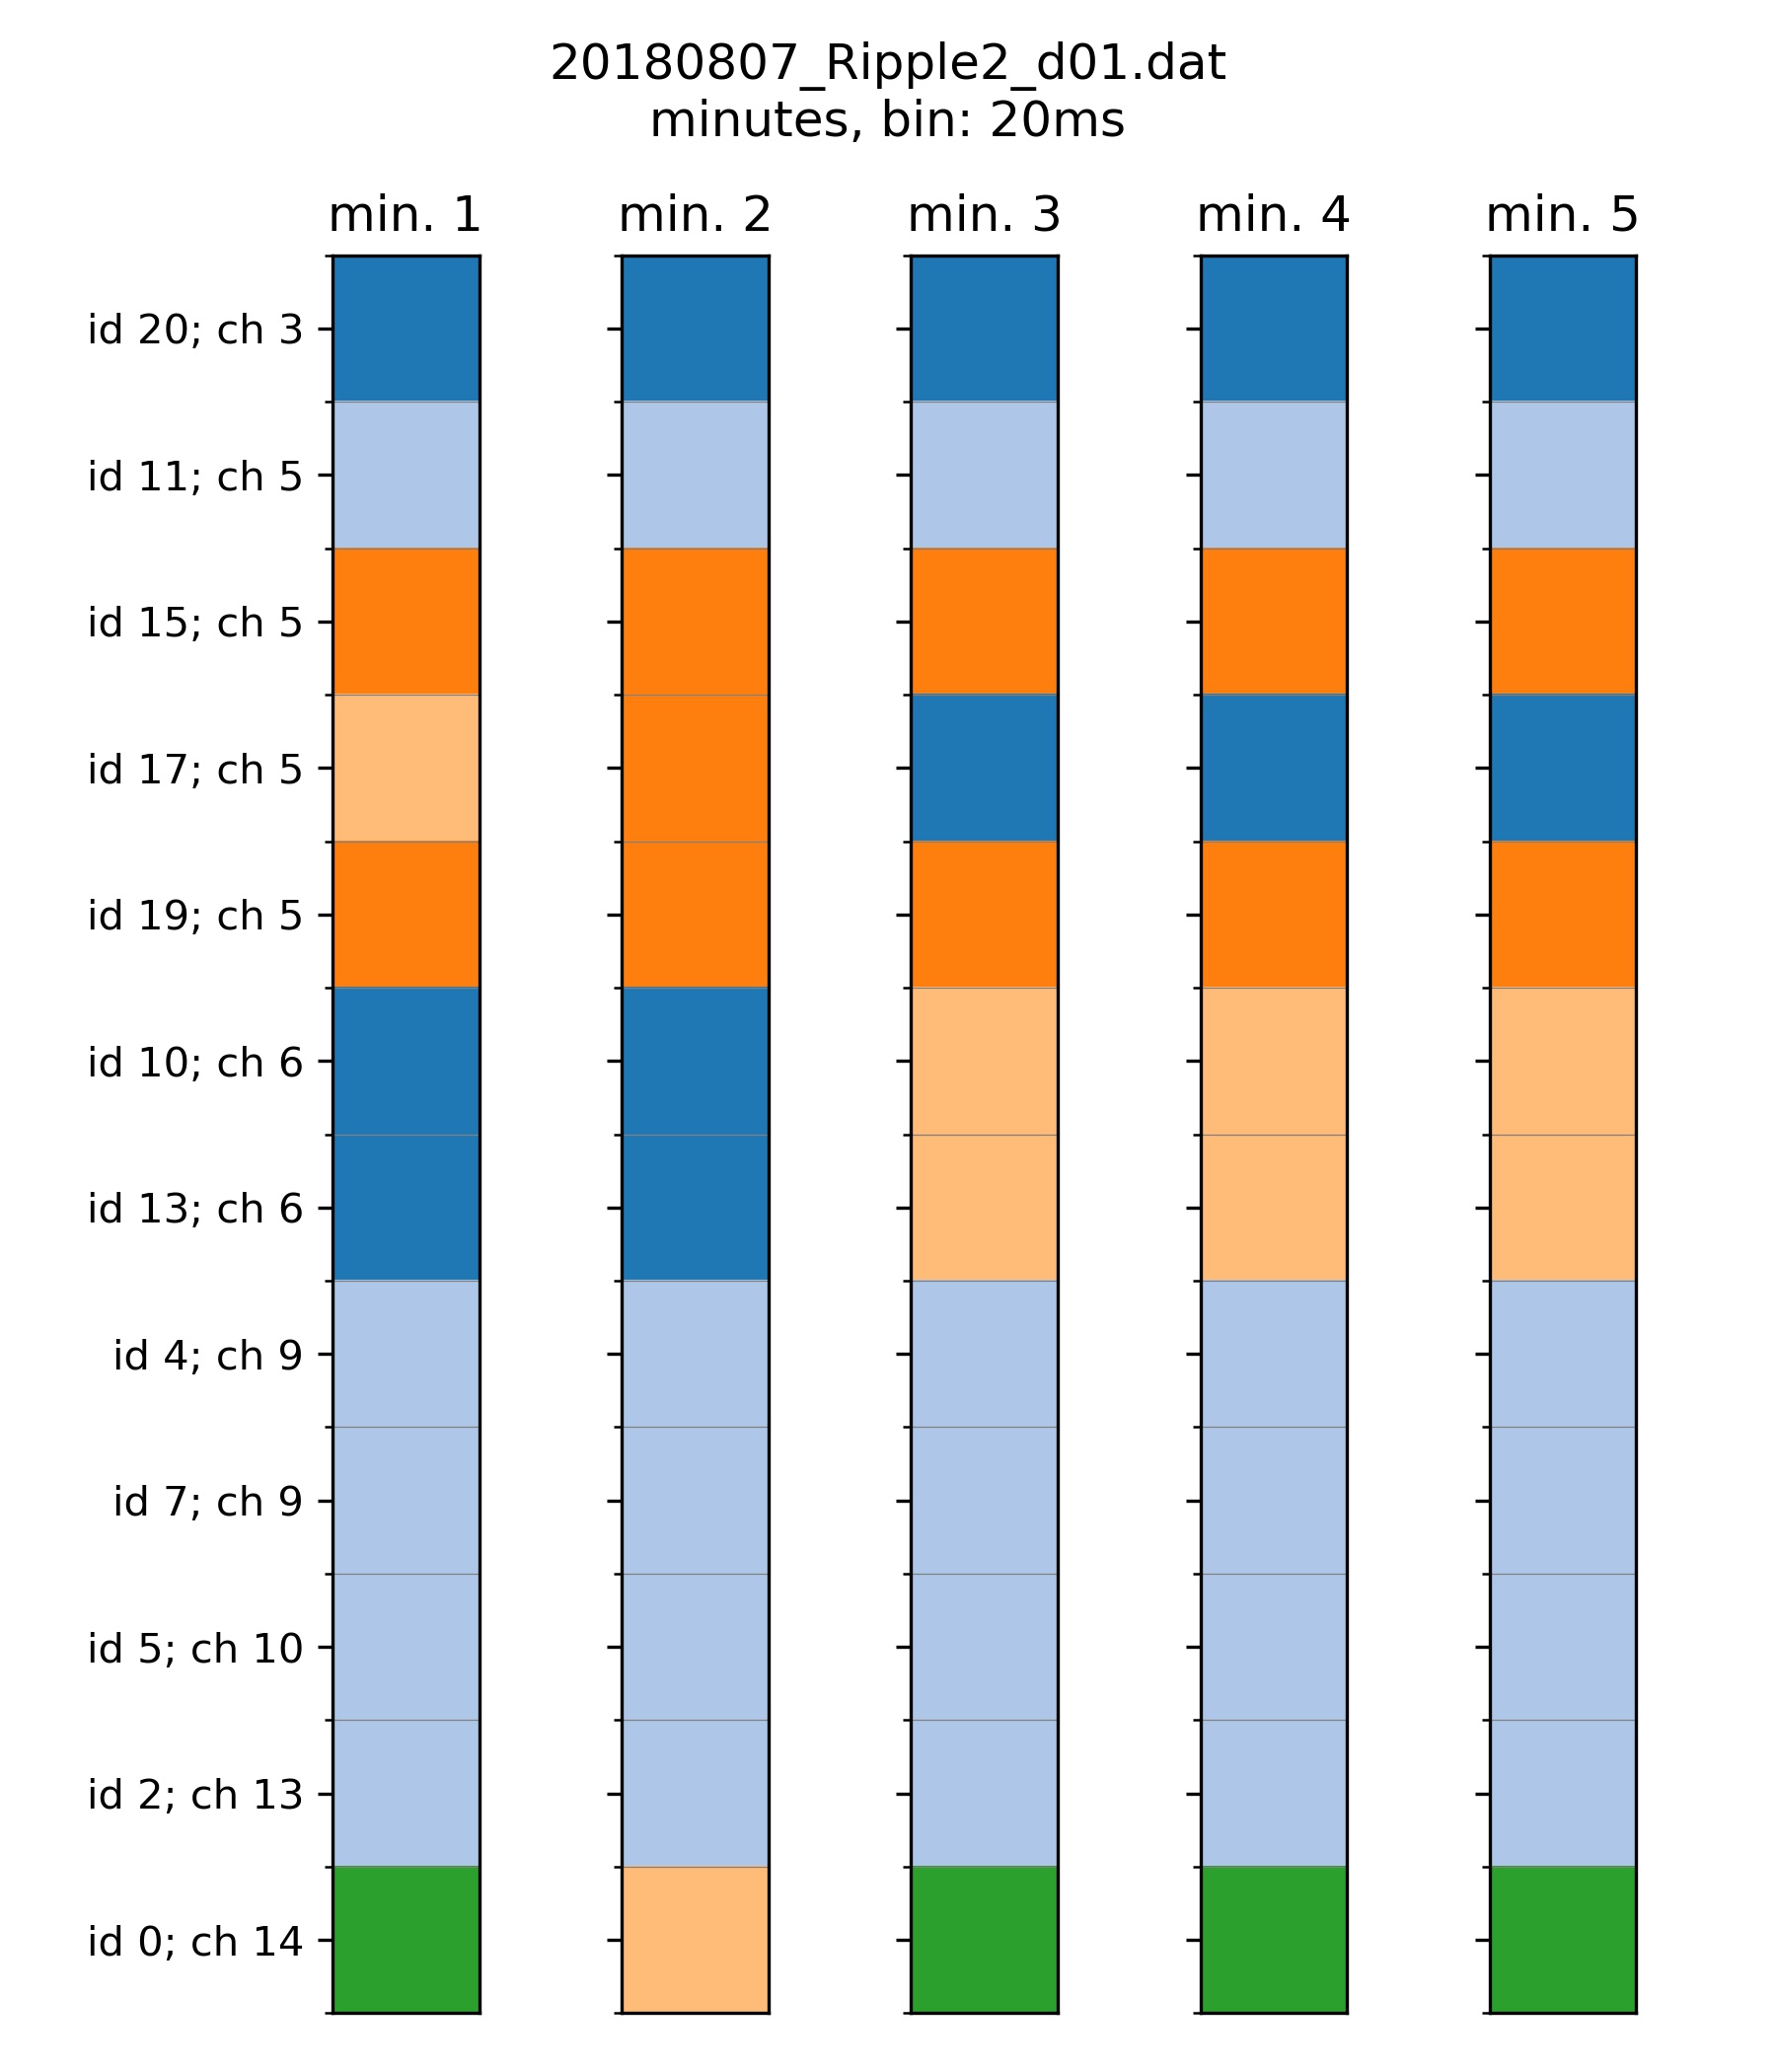 20180807_Ripple2_d01.dat
minutes, bin: 20ms
min. 1 min. 2 min. 3 min. 4 min. 5
id 20; ch 3
id 11; ch 5
id 15; ch 5
id 17; ch 5
id 19; ch 5
id 10; ch 6
id 13; ch 6
id 4; ch 9
id 7; ch 9
id 5; ch 10
id 2; ch 13
id 0; ch 14